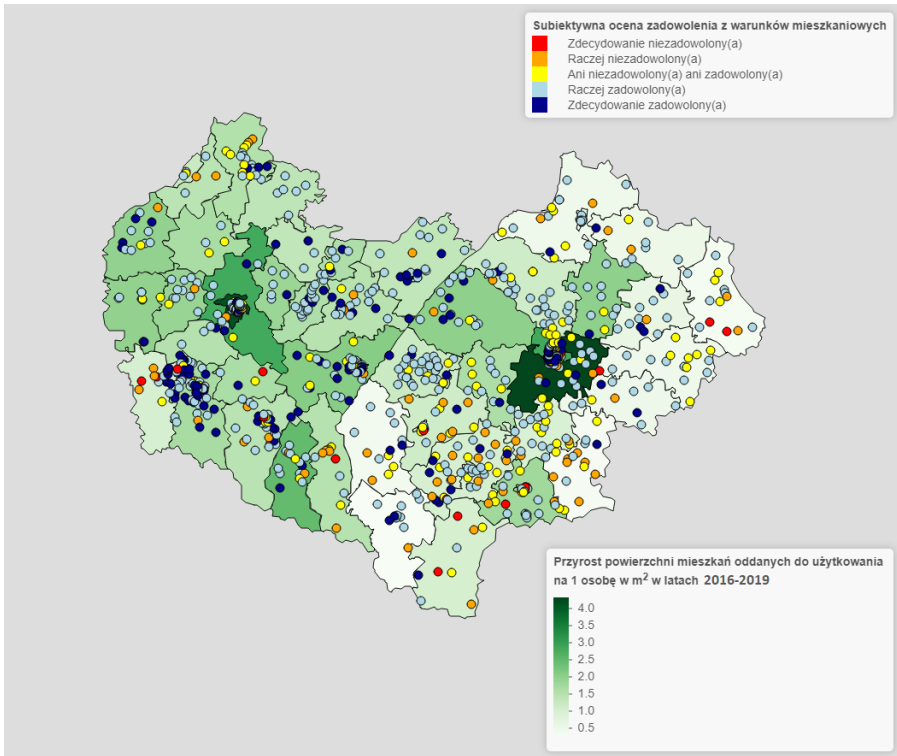 Subiektywna ocena zadowolenia z warunków mieszkaniowych
Zdecydowanie niezadowolony(a)
Raczej niezadowolony(a)
Ani niezadowolony(a) ani zadowolony(a)
Raczej zadowolony(a)
Zdecydowanie zadowolony(a)
Przyrost powierzchni mieszkań oddanych do użytkowania
na 1 osobę w m² w latach 2016-2019
4.0
3.5
3.0
2.5
2.0
1.5
1.0
0.5